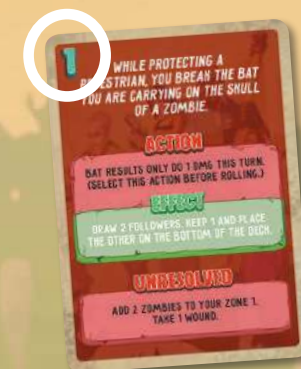 1
WHILE PROTECTING A
PEDESTRIAN, YOU BREAK THE BAT
YOU ARE CARRYING ON THE SKULL
OF A ZOMBIE.
ACTION
BAT RESULTS ONLY DO 1 DMG THIS TURN.
(SELECT THIS ACTION BEFORE ROLLING.)
EFFECT
DRAW 2 FOLLOWERS. KEEP 1 AND PLACE
THE OTHER ON THE BOTTOM OF THE DECK.
UNRESOLVED
ADD 2 ZOMBIES TO YOUR ZONE 1.
TAKE 1 WOUND.